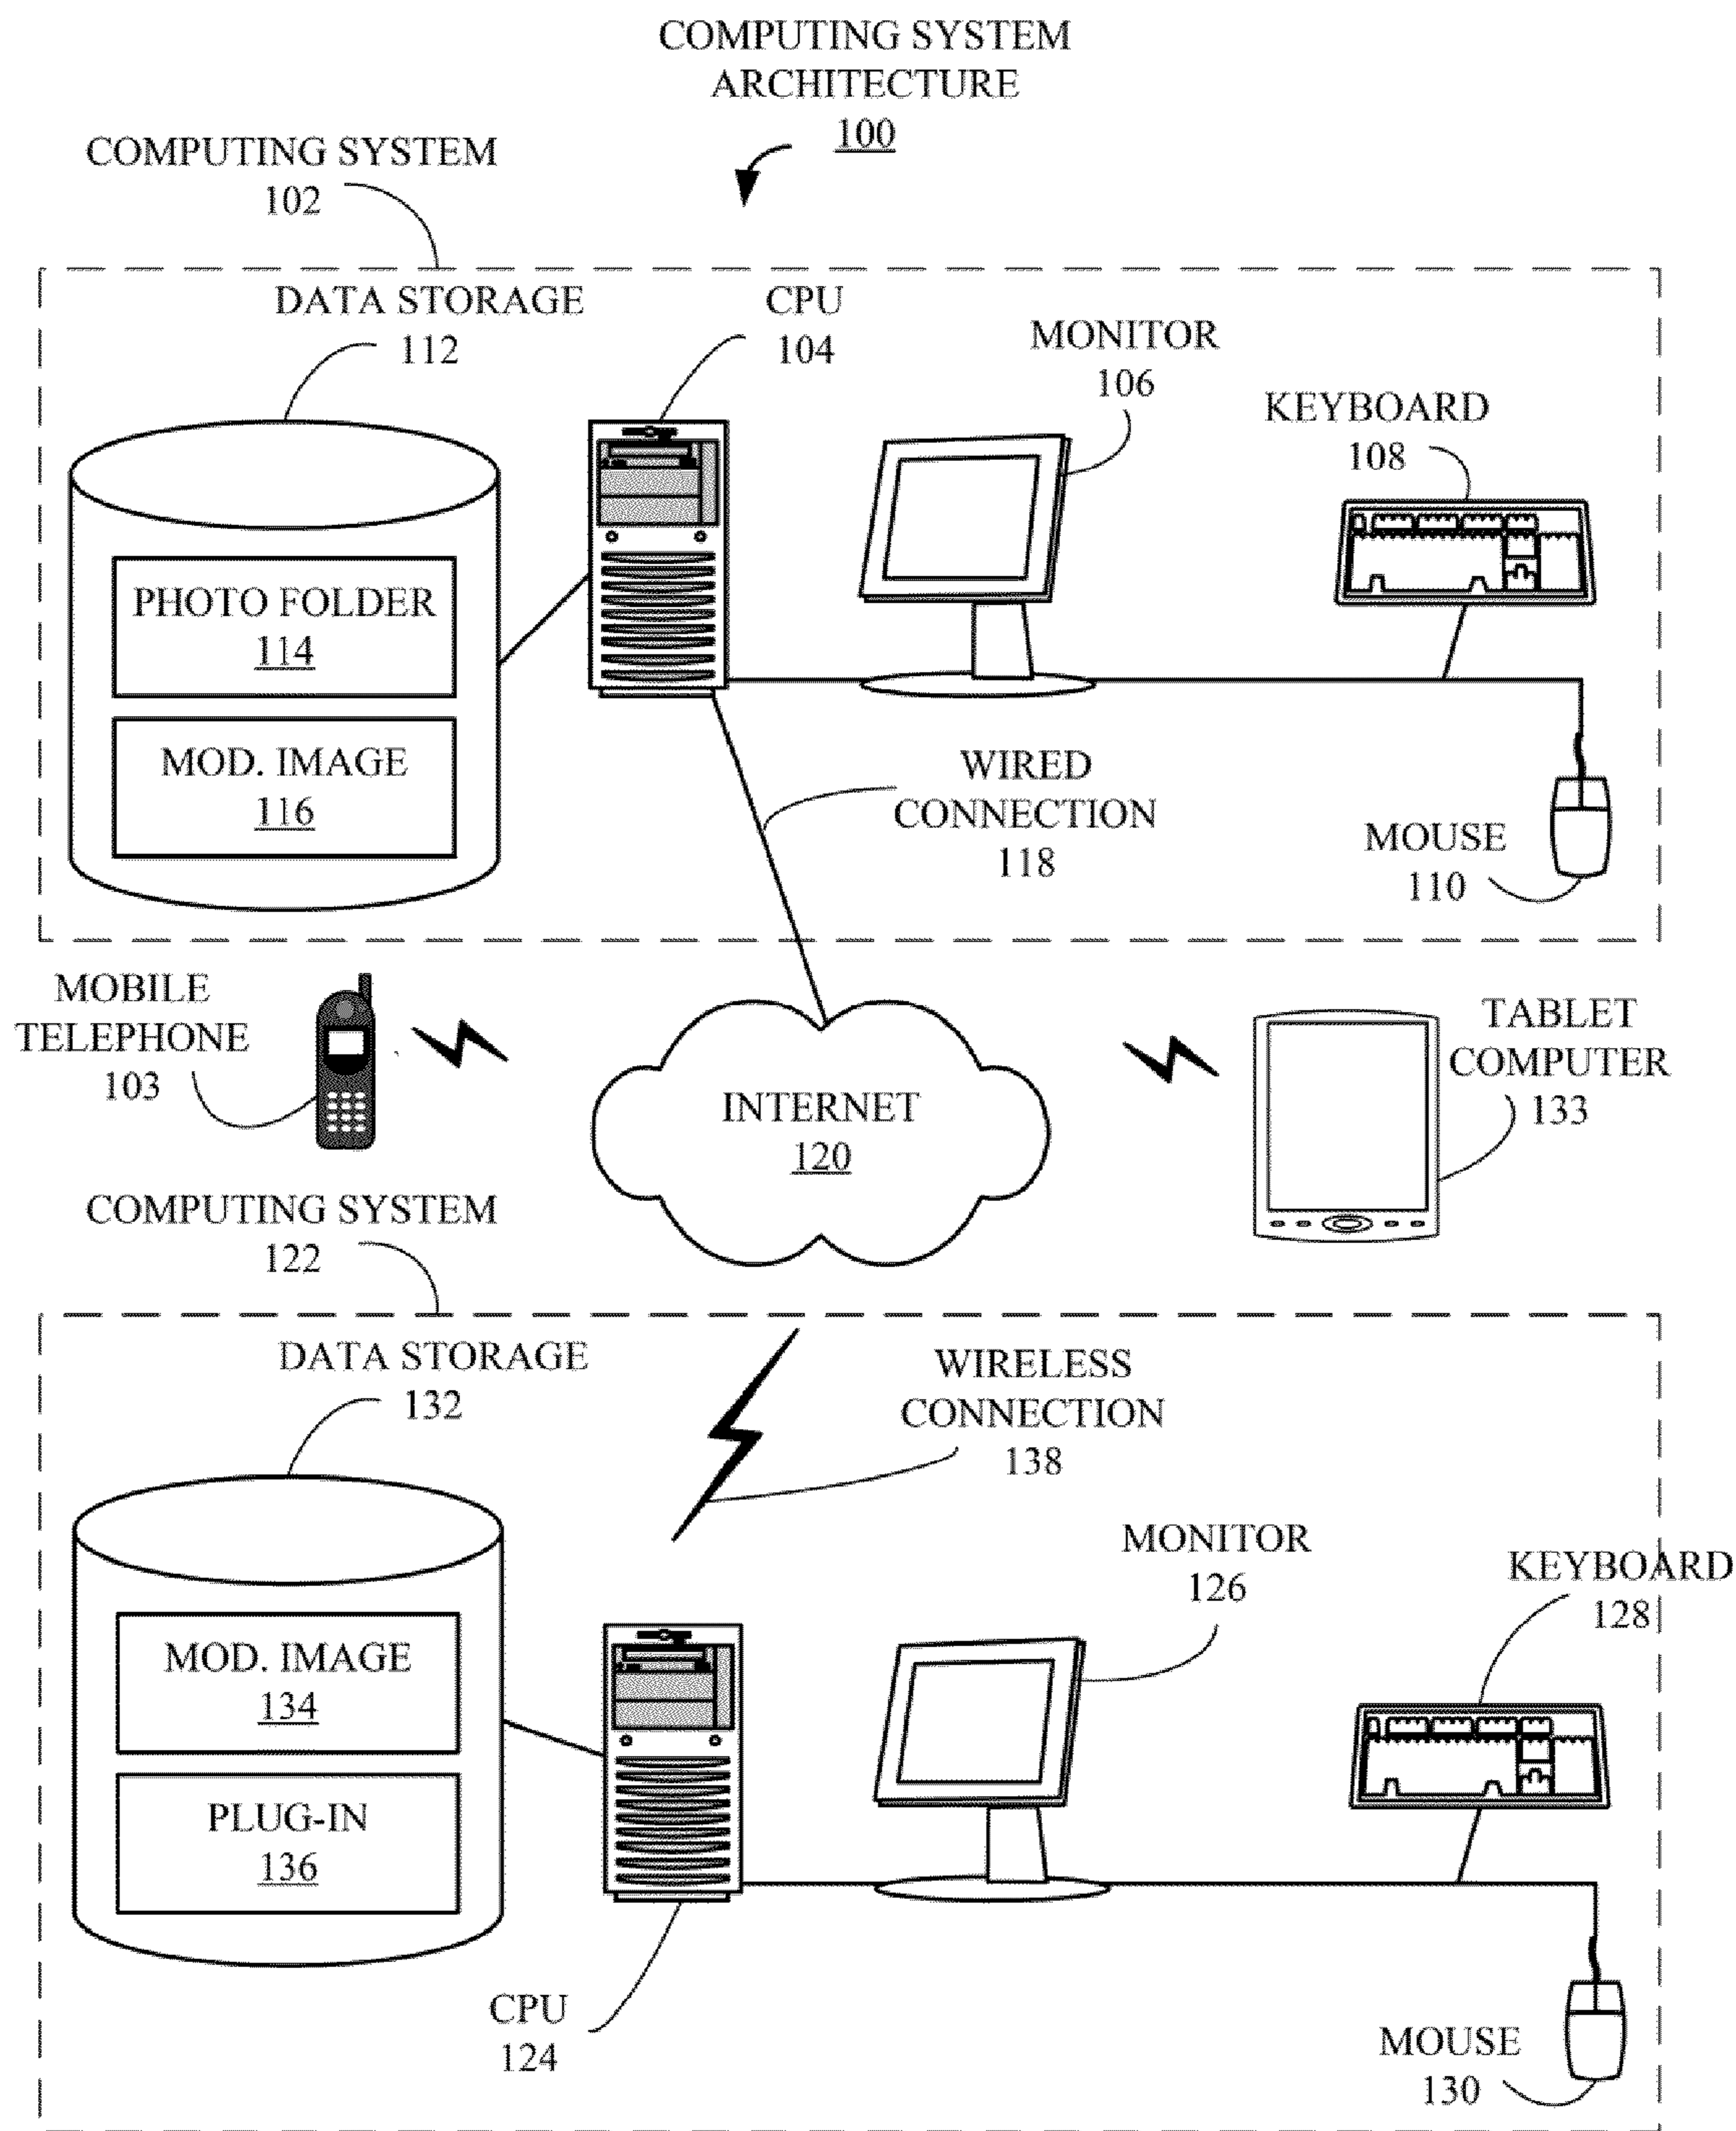 COMPUTING SYSTEM
ARCHITECTURE
100
COMPUTING SYSTEM
102
DATA STORAGE
112
CPU
104
MONITOR
106
KEYBOARD
108
PHOTO FOLDER
114
MOD. IMAGE
116
WIRED
CONNECTION
118
MOUSE
110
MOBILE
TELEPHONE
103
INTERNET
120
TABLET
COMPUTER
133
COMPUTING SYSTEM
122
DATA STORAGE
132
WIRELESS
CONNECTION
138
MONITOR
126
KEYBOARD
128
MOD. IMAGE
134
PLUG-IN
136
CPU
124
MOUSE
130